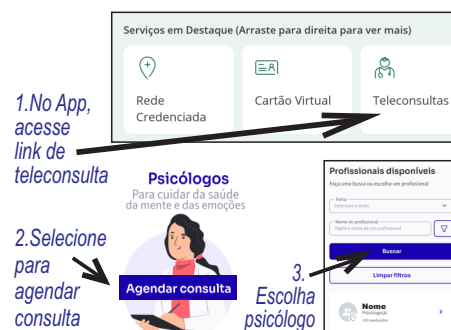 Serviços em Destaque (Arraste para direita para ver mais)
Rede
Credenciada
Cartão Virtual
Teleconsultas
1.No App,
acesse
link de
teleconsulta
Psicólogos
Para cuidar da saúde
da mente e das emoções
2.Selecione
para
agendar
consulta
Agendar consulta
3.
Escolha
psicólogo
Profissionais disponíveis
Faça uma busca ou escolha um profissional
Tema
Selecione o tema
Nome do profissional
Digite o nome de um profissional
Buscar
Limpar filtros
Nome
Psicólogo(a)